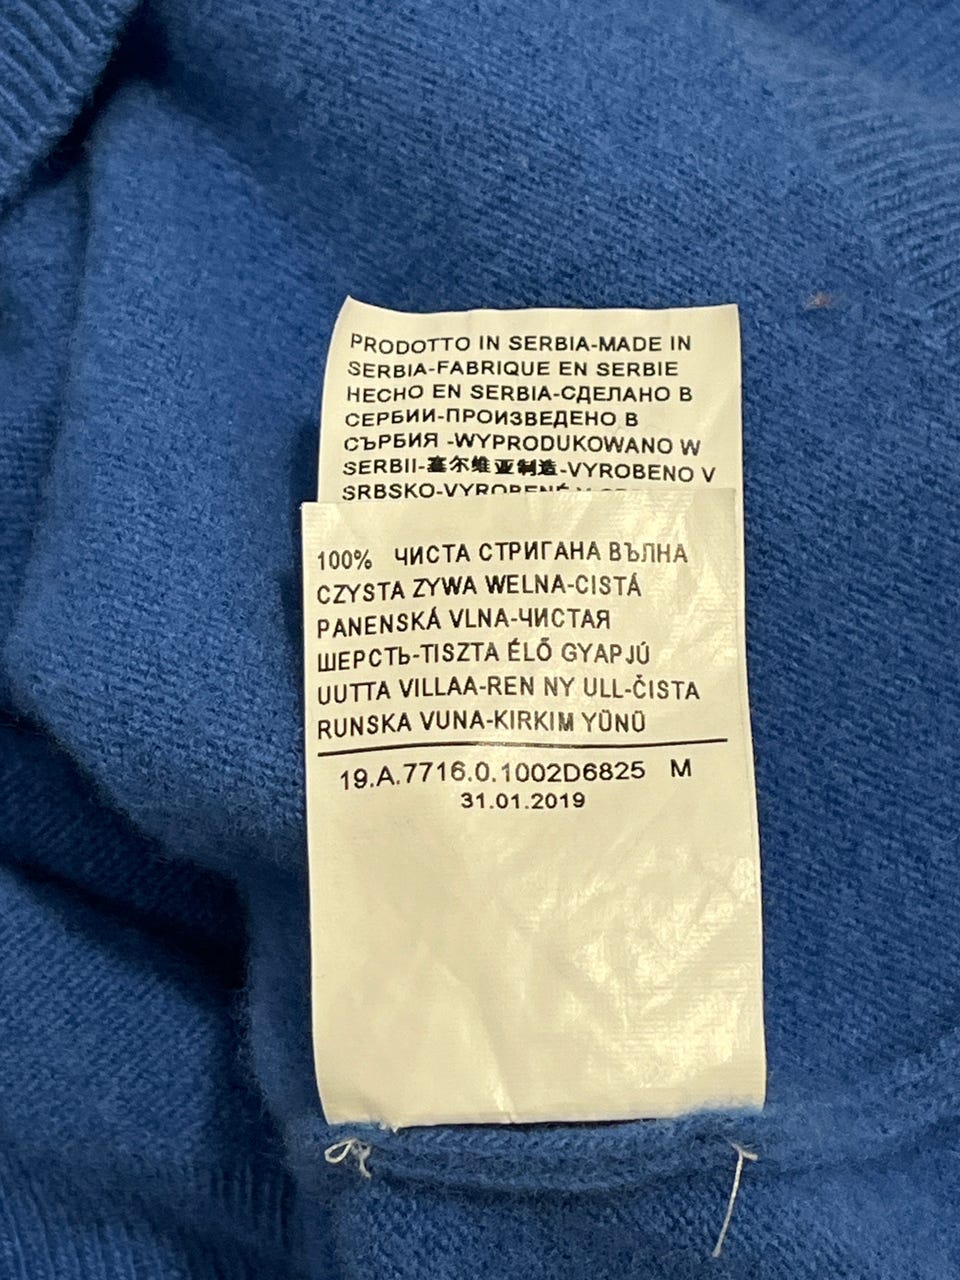 PRODOTTO IN SERBIA-MADE IN
SERBIA-FABRIQUE EN SERBIE
HECHO EN SERBIA-СДЕЛАНО В
СЕРБИИ-ПРОИЗВЕДЕНО В
СЪРБИЯ -WYPRODUKOWANO W
SERBII-塞尔维亚制造-VYROBENO V
SRBSKO-VYROBENÉ V
100% ЧИСТА СТРИГАНА ВЪЛНА
CZYSTA ZYWA WELNA-CISTÁ
PANENSKÁ VLNA-ЧИСТАЯ
ШЕРСТЬ-TISZTA ÉLŐ GYAPJÚ
UUTTA VILLAA-REN NY ULL-ČISTA
RUNSKA VUNA-KIRKIM YÜNÜ
19.A.7716.0.1002D6825 M
31.01.2019